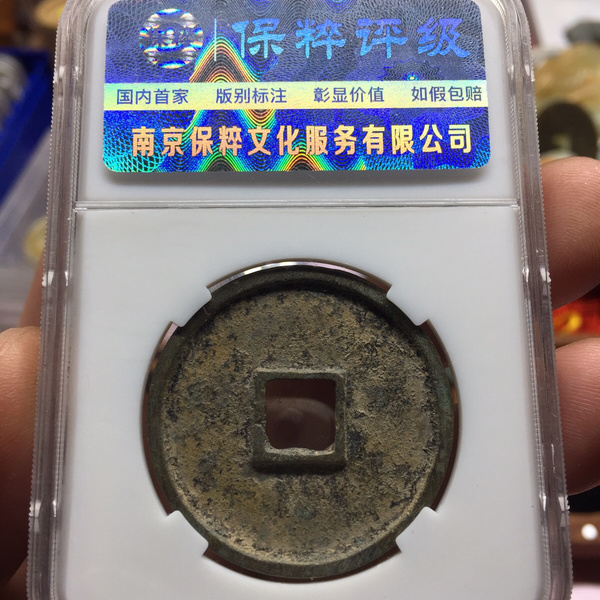 保粹评级
国内首家 版别标注 彰显价值 如假包赔
南京保粹文化服务有限公司